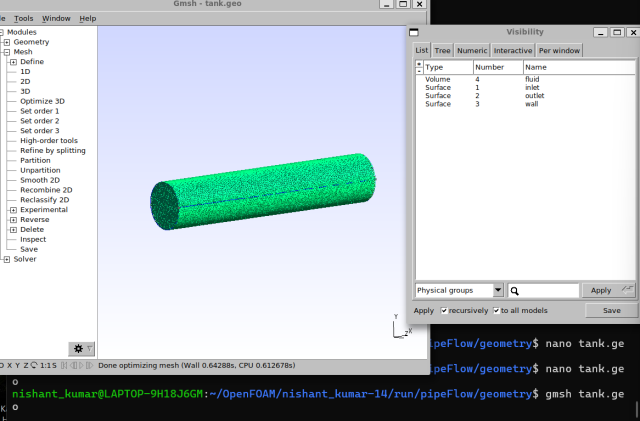 Gmsh - tank.geo
Tools Window Help
Modules
Geometry
Mesh
Define
1D
2D
3D
Optimize 3D
Set order 1
Set order 2
Set order 3
High-order tools
Refine by splitting
Partition
Unpartition
Smooth 2D
Recombine 2D
Reclassify 2D
Experimental
Reverse
Delete
Inspect
Save
Solver
Y
Z X
O X Y Z 1:1 S Done optimizing mesh (Wall 0.64288s, CPU 0.612678s)
Visibility
List Tree Numeric Interactive Per window
* Type Number Name
-
Volume 4 fluid
Surface 1 inlet
Surface 2 outlet
Surface 3 wall
Physical groups Apply
Apply recursively to all models Save
ipeFlow/geometry$ nano tank.ge
ipeFlow/geometry$ nano tank.ge
o
nishant_kumar@LAPTOP-9H18J6GM:~/OpenFOAM/nishant_kumar-14/run/pipeFlow/geometry$ gmsh tank.ge
o